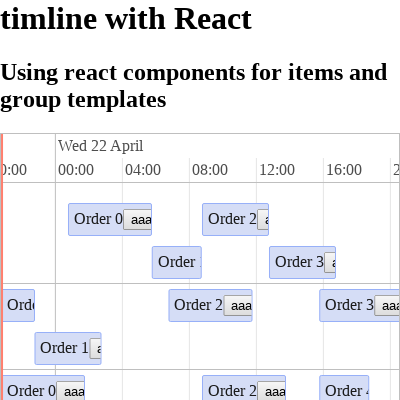 timline with React
Using react components for items and
group templates
Wed 22 April
0:00 00:00 04:00 08:00 12:00 16:00 2
Order 0 aaa Order 2 a
Order Order 3 a
Orde Order 2 aaa Order 3 aaa
Order 1 a
Order 0 aaa Order 2 aaa Order